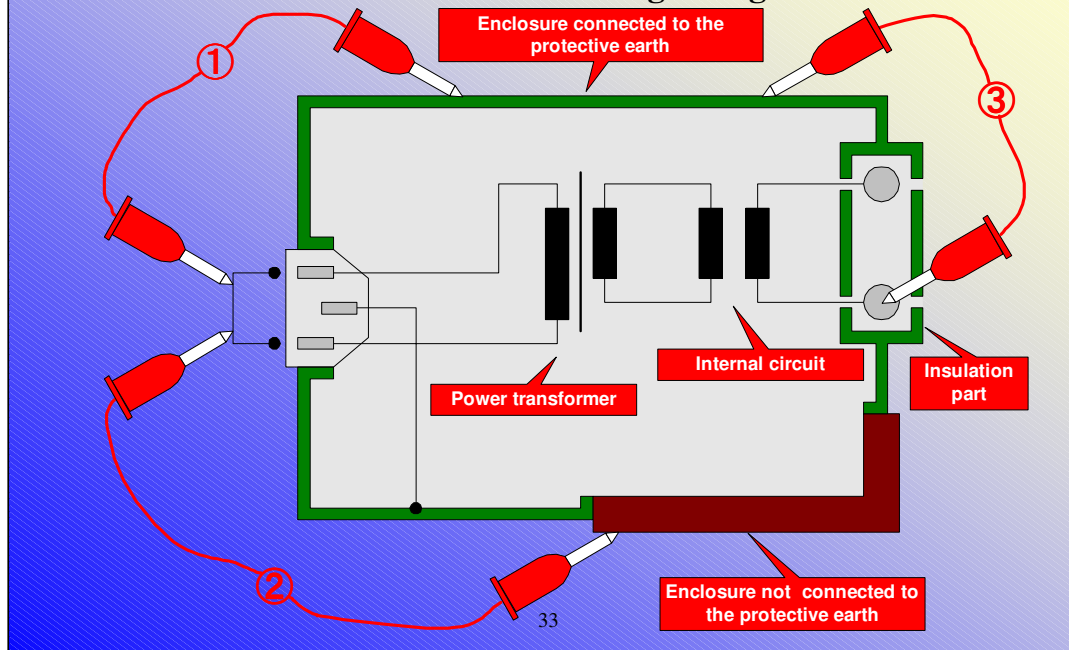 Enclosure connected to the
protective earth
①
③
Internal circuit
Insulation
part
Power transformer
②
Enclosure not connected to
the protective earth
33